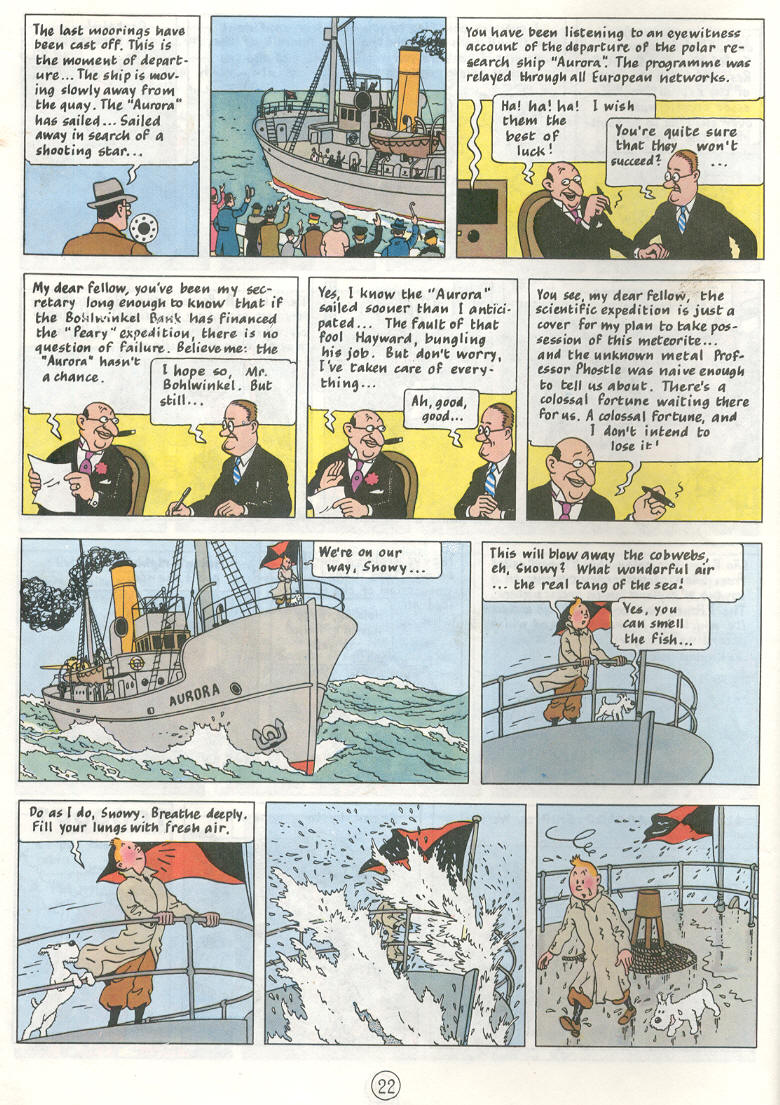 The last moorings have
been cast off. This is
the moment of depart-
ure... The ship is mov-
ing slowly away from
the quay. The "Aurora"
has sailed... Sailed
away in search of a
shooting star...
You have been listening to an eyewitness
account of the departure of the polar re-
search ship "Aurora". The programme was
relayed through all European networks.
Ha! ha! ha! I wish
them the
best of
luck!
You're quite sure
that they won't
succeed? ...
My dear fellow, you've been my sec-
retary long enough to know that if
the Bohlwinkel Bank has financed
the "Peary" expedition, there is no
question of failure. Believe me: the
"Aurora" hasn't
a chance.
I hope so, Mr.
Bohlwinkel. But
still...
Yes, I know the "Aurora"
sailed sooner than I antici-
pated... The fault of that
fool Hayward, bungling
his job. But don't worry,
I've taken care of every-
thing...
Ah, good,
good...
You see, my dear fellow, the
scientific expedition is just a
cover for my plan to take pos-
session of this meteorite...
and the unknown metal Prof-
essor Phostle was naive enough
to tell us about. There's a
colossal fortune waiting there
for us. A colossal fortune, and
I don't intend to
lose it!
We're on our
way, Snowy...
AURORA
This will blow away the cobwebs,
eh, Snowy? What wonderful air
... the real tang of the sea!
Yes, you
can smell
the fish...
Do as I do, Snowy. Breathe deeply.
Fill your lungs with fresh air.
22